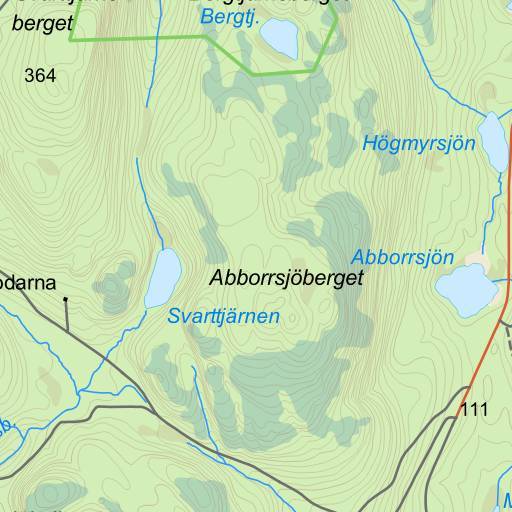 Bergtj.
berget
364
Högmyrsjön
Abborrsjön
Abborrsjöberget
odarna
Svarttjärnen
111